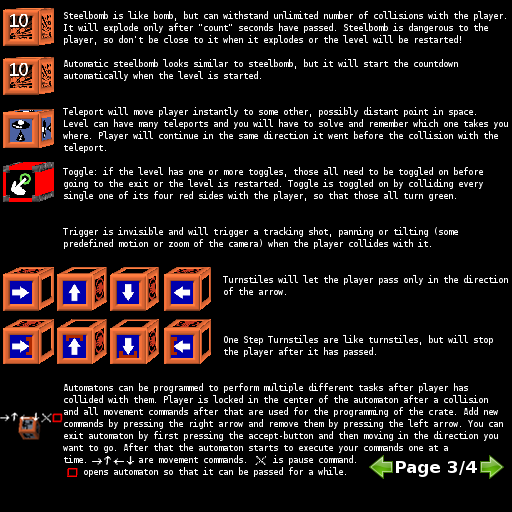 10
Steelbomb is like bomb, but can withstand unlimited number of collisions with the player.
It will explode only after "count" seconds have passed. Steelbomb is dangerous to the
player, so don't be close to it when it explodes or the level will be restarted!
10
Automatic steelbomb looks similar to steelbomb, but it will start the countdown
automatically when the level is started.
Teleport will move player instantly to some other, possibly distant point in space.
Level can have many teleports and you will have to solve and remember which one takes you
where. Player will continue in the same direction it went before the collision with the
teleport.
Toggle: if the level has one or more toggles, those all need to be toggled on before
going to the exit or the level is restarted. Toggle is toggled on by colliding every
single one of its four red sides with the player, so that those all turn green.
Trigger is invisible and will trigger a tracking shot, panning or tilting (some
predefined motion or zoom of the camera) when the player collides with it.
Turnstiles will let the player pass only in the direction
of the arrow.
One Step Turnstiles are like turnstiles, but will stop
the player after it has passed.
Automatons can be programmed to perform multiple different tasks after player has
collided with them. Player is locked in the center of the automaton after a collision
and all movement commands after that are used for the programming of the crate. Add new
commands by pressing the right arrow and remove them by pressing the left arrow. You can
exit automaton by first pressing the accept-button and then moving in the direction you
want to go. After that the automaton starts to execute your commands one at a
time. →↑←↓ are movement commands. is pause command.
opens automaton so that it can be passed for a while.
Page 3/4